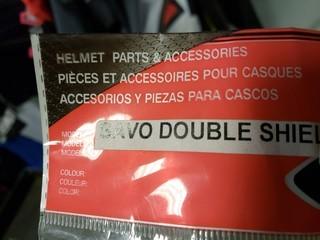 HELMET PARTS & ACCESSORIES
PIÈCES ET ACCESSOIRES POUR CASQUES
ACCESORIOS Y PIEZAS PARA CASCOS
DOUBLE
COLOUR:
COULEUR:
COLOR: